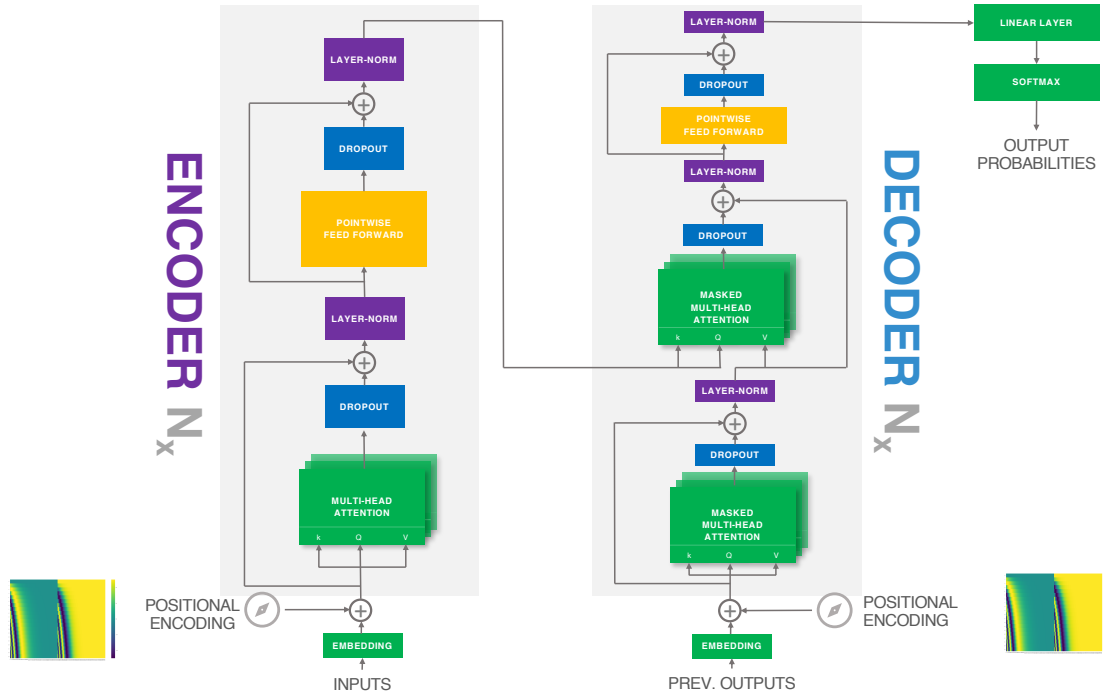 ENCODER Nx
LAYER-NORM
DROPOUT
POINTWISE
FEED FORWARD
LAYER-NORM
DROPOUT
MULTI-HEAD
ATTENTION
k Q V
POSITIONAL
ENCODING
EMBEDDING
INPUTS
DECODER Nx
LAYER-NORM
DROPOUT
POINTWISE
FEED FORWARD
LAYER-NORM
DROPOUT
MASKED
MULTI-HEAD
ATTENTION
k Q V
LAYER-NORM
DROPOUT
MASKED
MULTI-HEAD
ATTENTION
k Q V
POSITIONAL
ENCODING
EMBEDDING
PREV. OUTPUTS
LINEAR LAYER
SOFTMAX
OUTPUT
PROBABILITIES